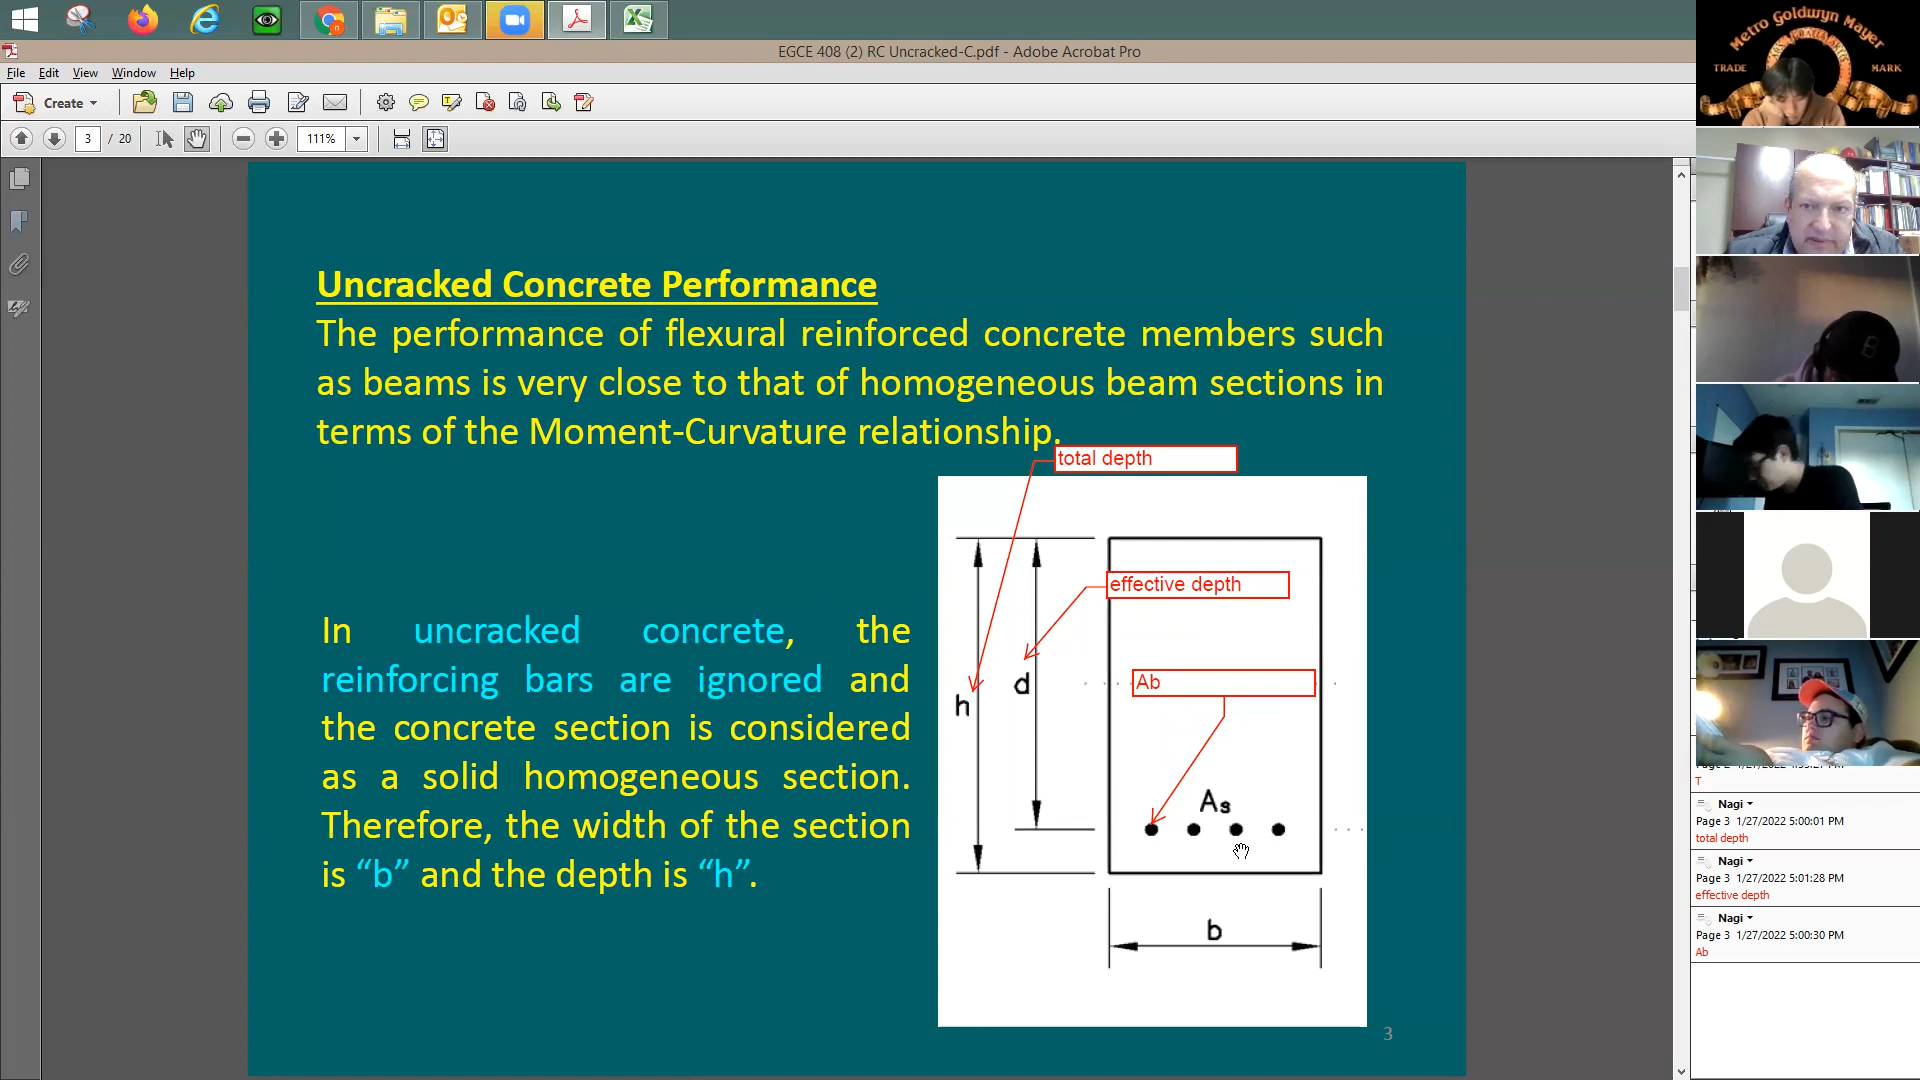 EGCE 408 (2) RC Uncracked-C.pdf - Adobe Acrobat Pro
File Edit View Window Help
Create
3 / 20
111%
Uncracked Concrete Performance
The performance of flexural reinforced concrete members such
as beams is very close to that of homogeneous beam sections in
terms of the Moment-Curvature relationship.
total depth
effective depth
Ab
h
d
As
b
In uncracked concrete, the
reinforcing bars are ignored and
the concrete section is considered
as a solid homogeneous section.
Therefore, the width of the section
is “b” and the depth is “h”.
3
Metro Goldwyn Mayer
TRADE MARK
T
Nagi
Page 3 1/27/2022 5:00:01 PM
total depth
Nagi
Page 3 1/27/2022 5:01:28 PM
effective depth
Nagi
Page 3 1/27/2022 5:00:30 PM
Ab